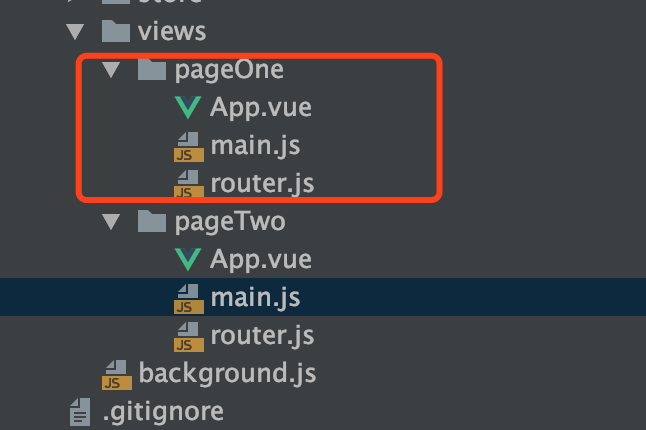 store
views
pageOne
App.vue
JS main.js
JS router.js
pageTwo
App.vue
JS main.js
JS router.js
JS background.js
.gitignore